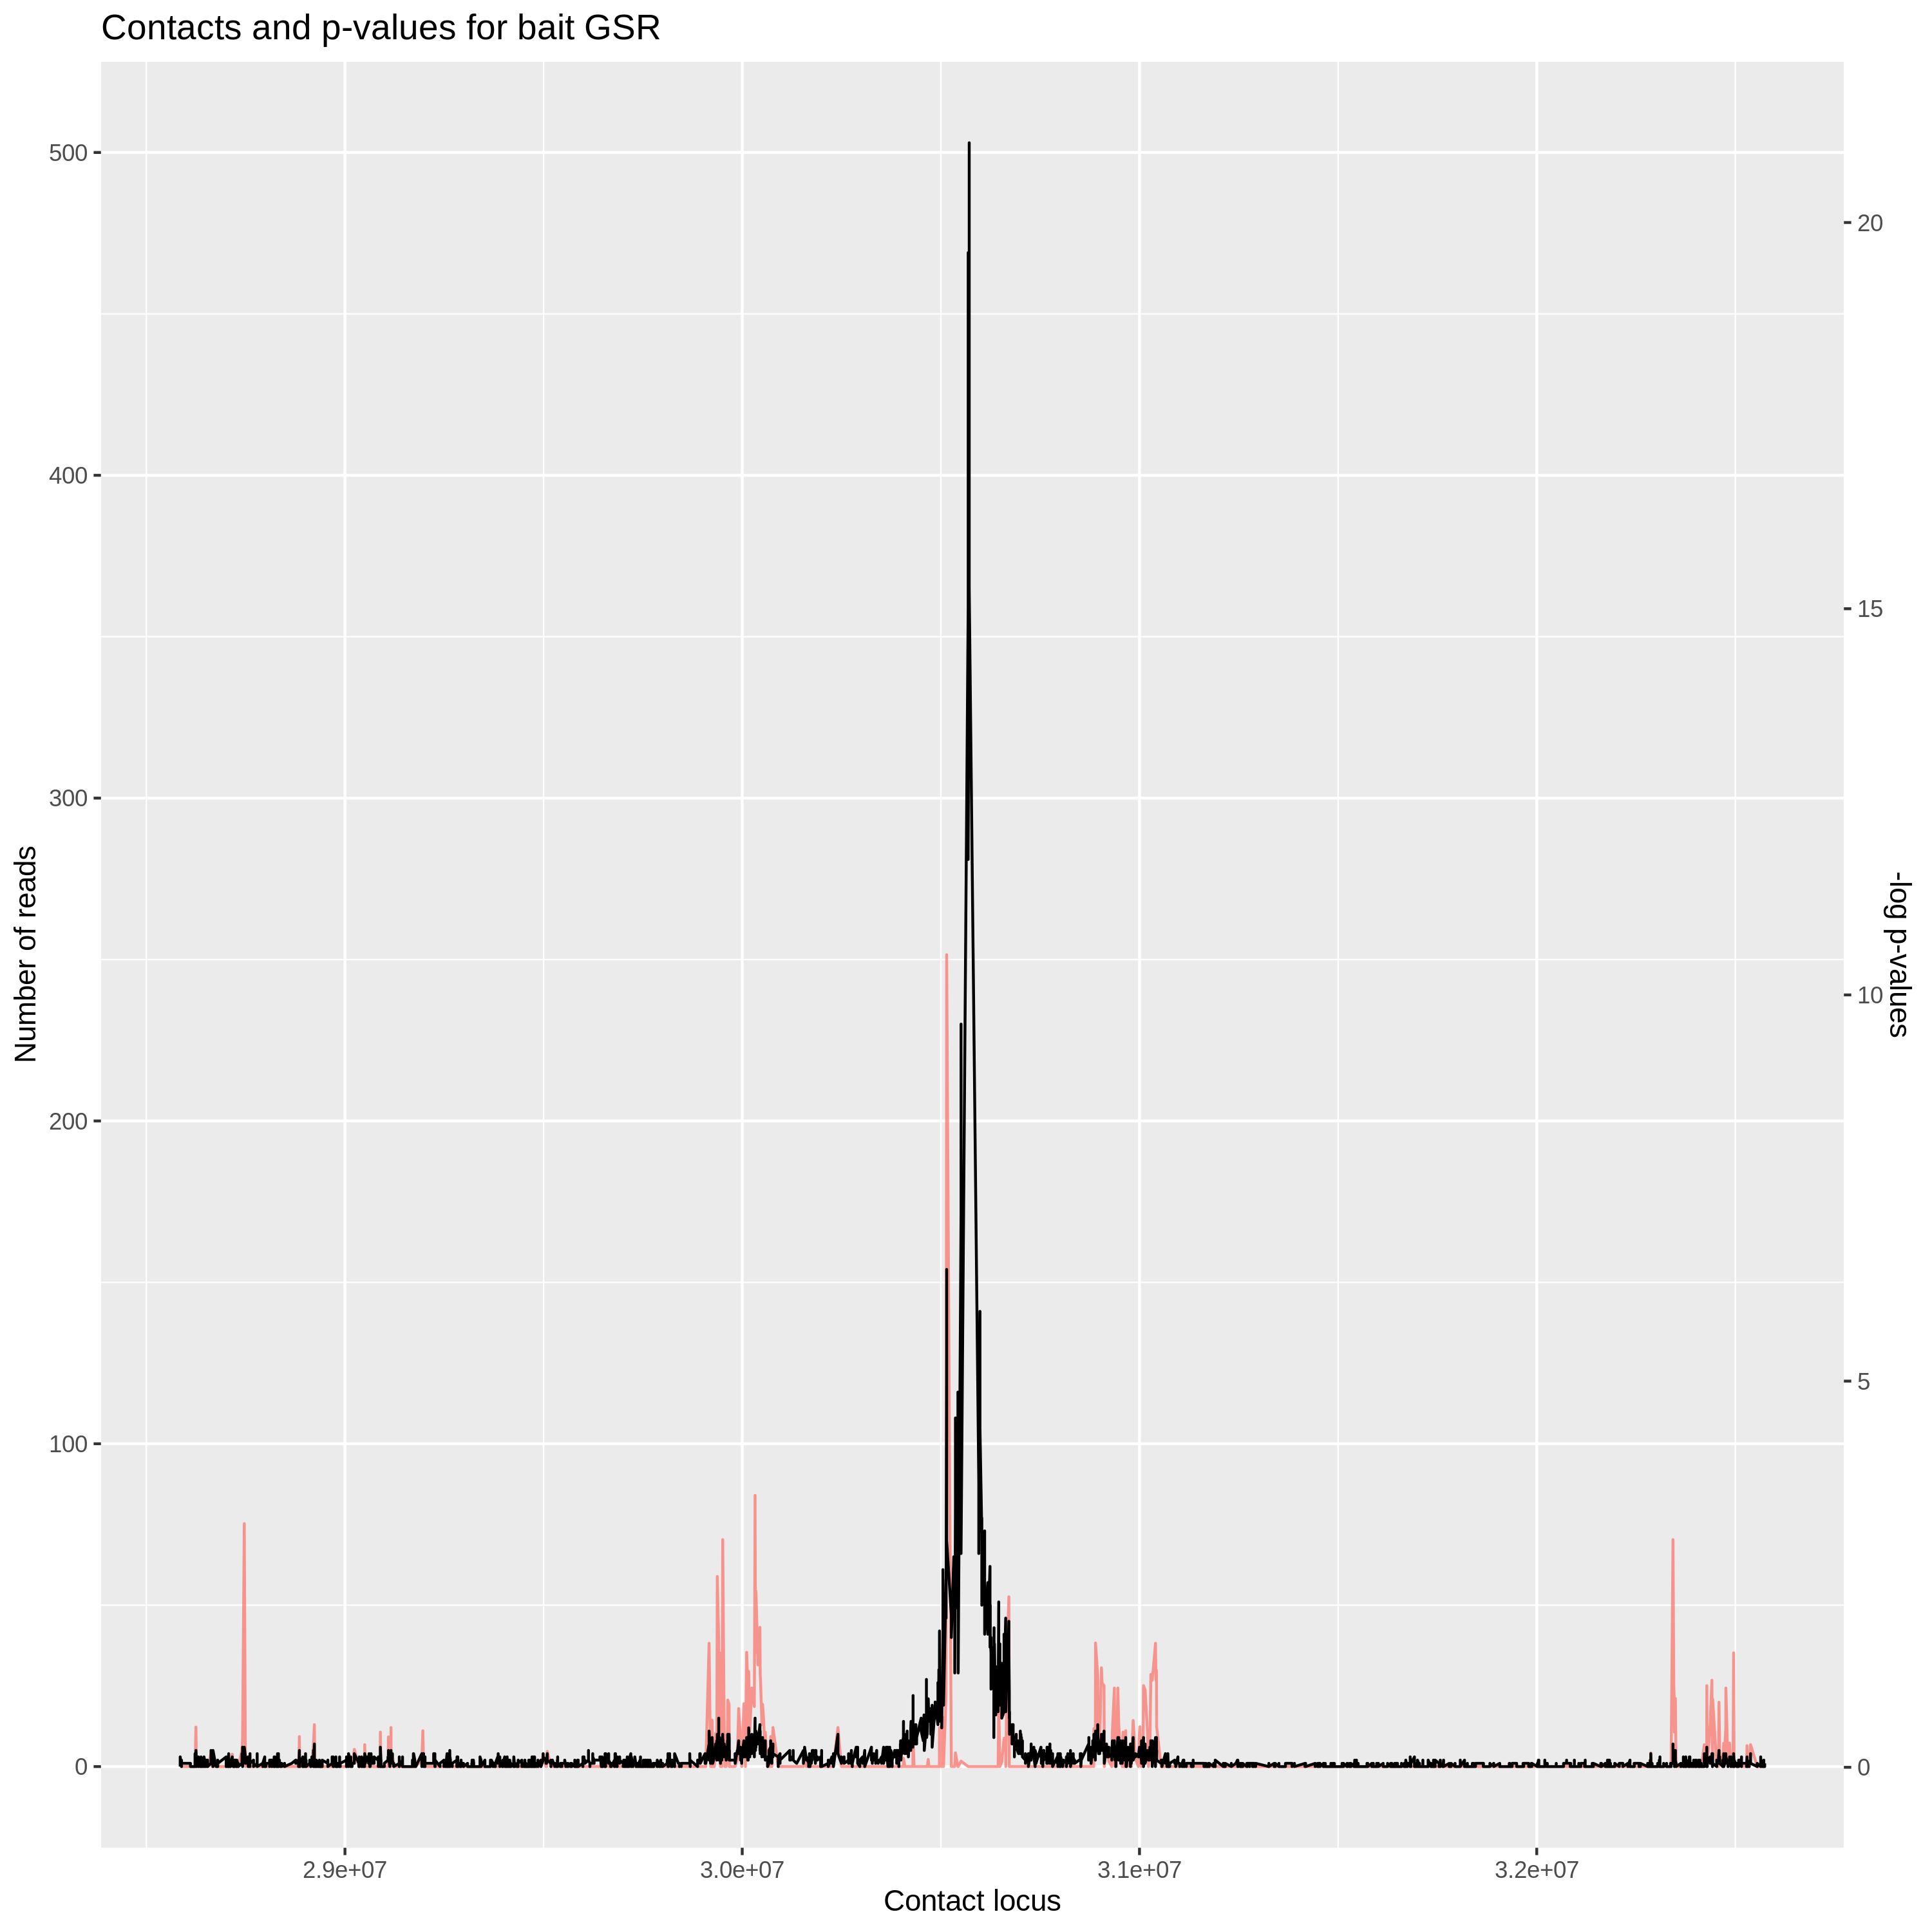 Contacts and p-values for bait GSR
500
400
300
200
100
0
Number of reads
20
15
10
5
0
-log p-values
2.9e+07
3.0e+07
3.1e+07
3.2e+07
Contact locus